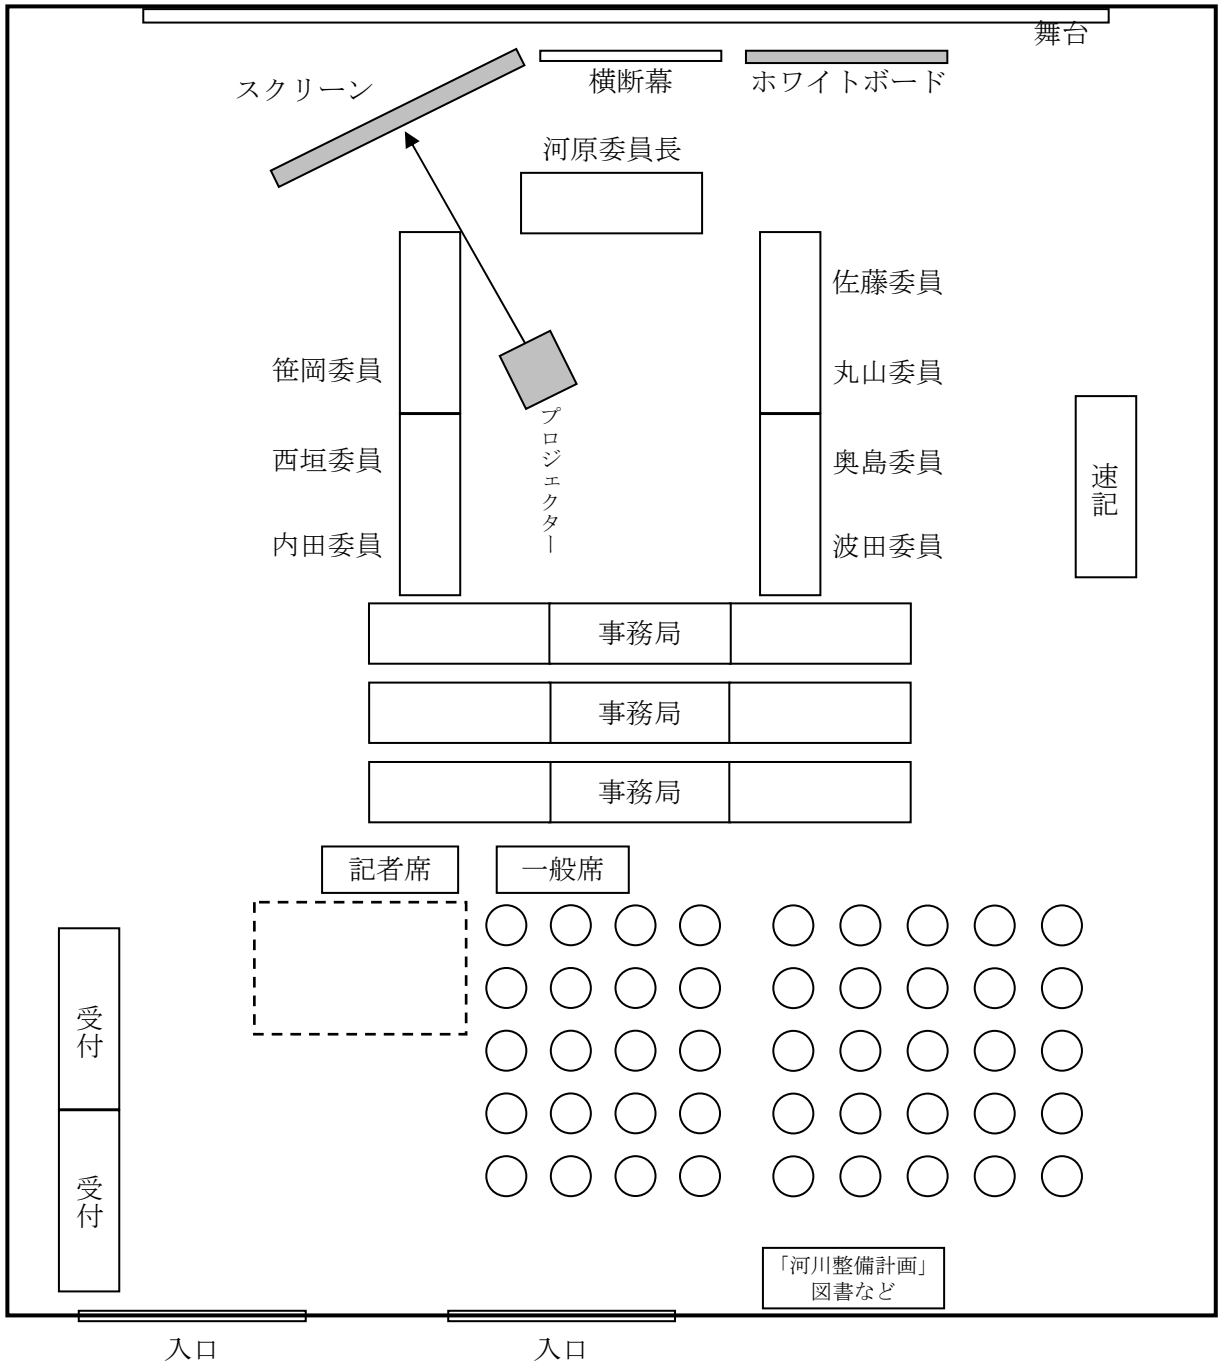 舞台
スクリーン
横断幕
ホワイトボード
河原委員長
佐藤委員
笹岡委員
丸山委員
プロジェクター
西垣委員
奥島委員
速記
内田委員
波田委員
事務局
事務局
事務局
記者席
一般席
受付
受付
「河川整備計画」
図書など
入口
入口